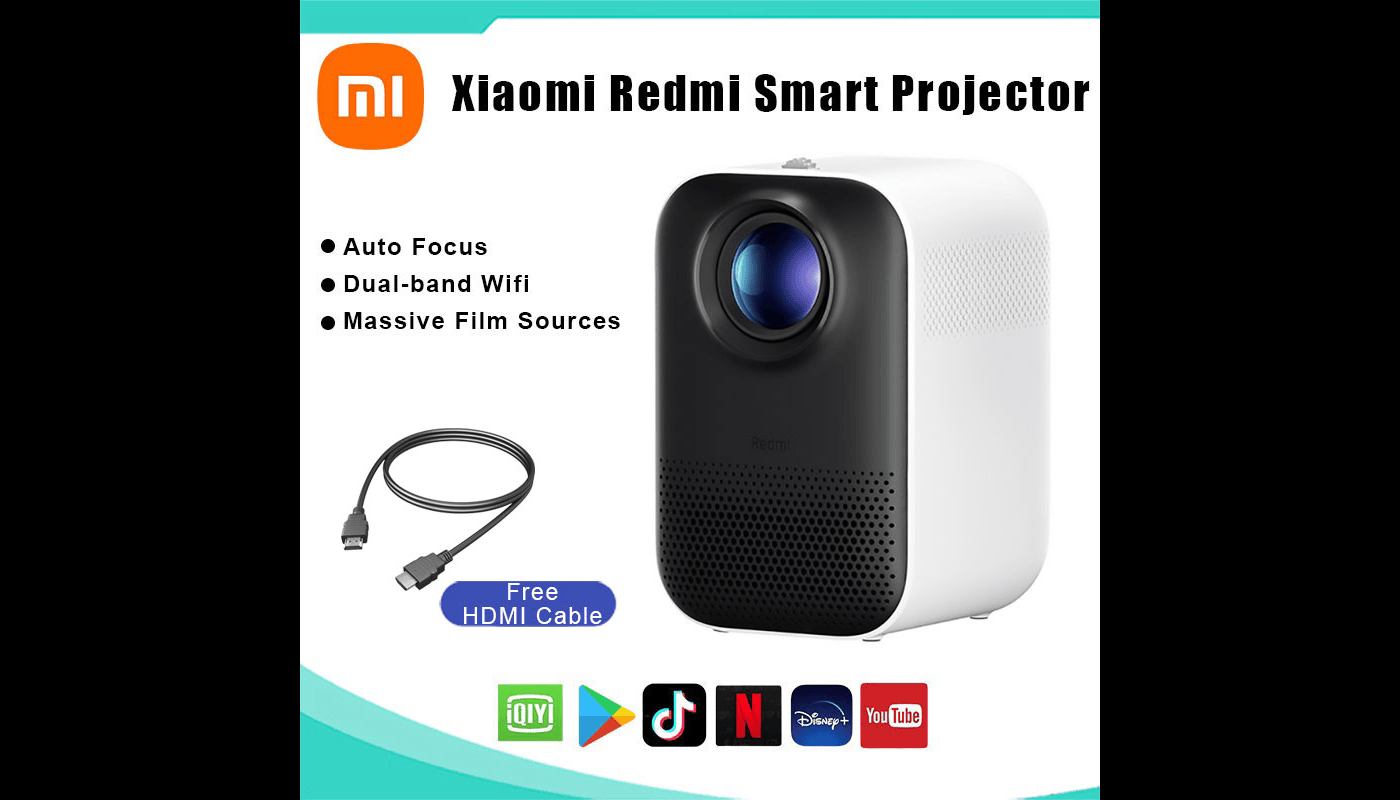 mi
Xiaomi Redmi Smart Projector
● Auto Focus
● Dual-band Wifi
● Massive Film Sources
Redmi
Free
HDMI Cable
iQIYI
N
Disney+
YouTube